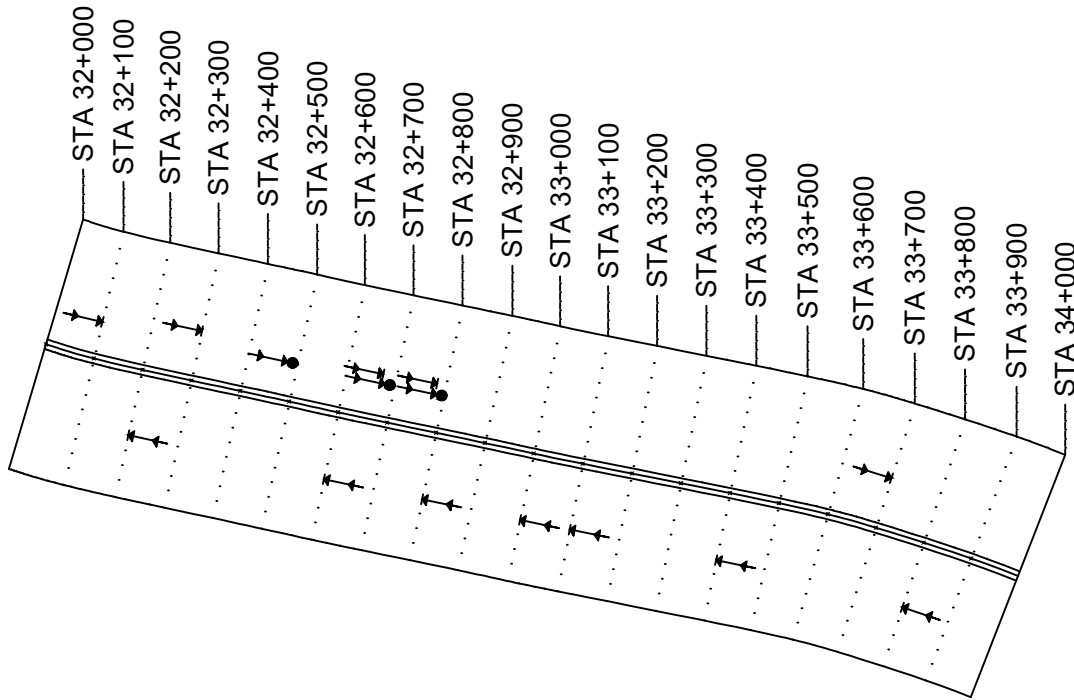 STA 32+000
STA 32+100
STA 32+200
STA 32+300
STA 32+400
STA 32+500
STA 32+600
STA 32+700
STA 32+800
STA 32+900
STA 33+000
STA 33+100
STA 33+200
STA 33+300
STA 33+400
STA 33+500
STA 33+600
STA 33+700
STA 33+800
STA 33+900
STA 34+000